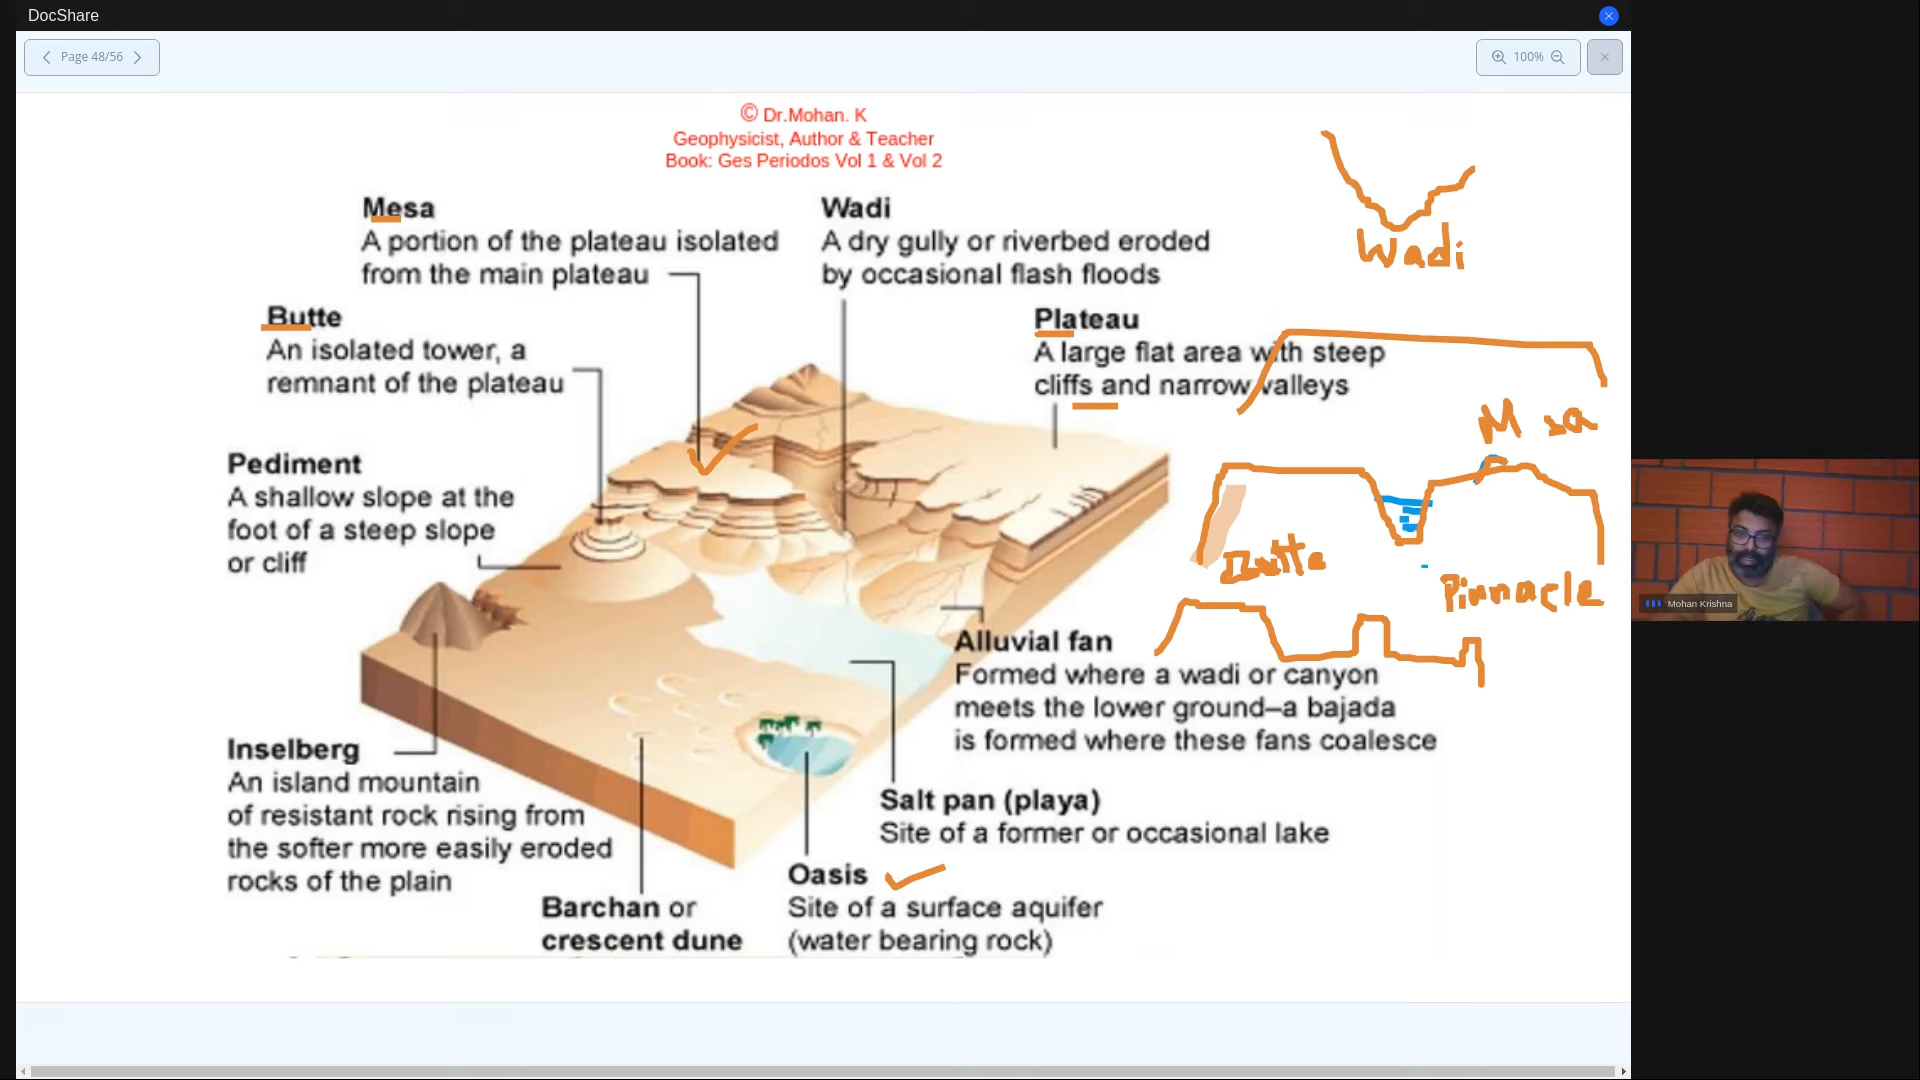 DocShare
Page 48/56
100%
© Dr.Mohan. K
Geophysicist, Author & Teacher
Book: Ges Periodos Vol 1 & Vol 2
Mesa
A portion of the plateau isolated
from the main plateau
Wadi
A dry gully or riverbed eroded
by occasional flash floods
Wadi
Butte
An isolated tower, a
remnant of the plateau
Plateau
A large flat area with steep
cliffs and narrow valleys
Pediment
A shallow slope at the
foot of a steep slope
or cliff
Pinnacle
Mohan Krishna
Alluvial fan
Formed where a wadi or canyon
meets the lower ground–a bajada
is formed where these fans coalesce
Inselberg
An island mountain
of resistant rock rising from
the softer more easily eroded
rocks of the plain
Salt pan (playa)
Site of a former or occasional lake
Oasis
Site of a surface aquifer
(water bearing rock)
Barchan or
crescent dune